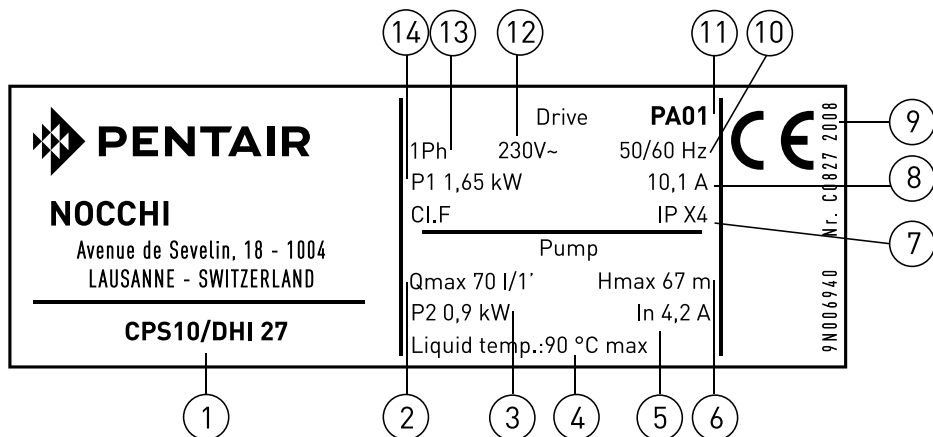 14 13 12 11 10
PENTAIR
NOCCHI
Avenue de Sevelin, 18 - 1004
LAUSANNE - SWITZERLAND
CPS10/DHI 27
Drive PA01
1Ph 230V~ 50/60 Hz
P1 1,65 kW 10,1 A
Cl.F IP X4
Pump
Qmax 70 l/1' Hmax 67 m
P2 0,9 kW In 4,2 A
Liquid temp.:90 °C max
CE
9N006940 Nr. C0827 2008
9
8
7
1 2 3 4 5 6